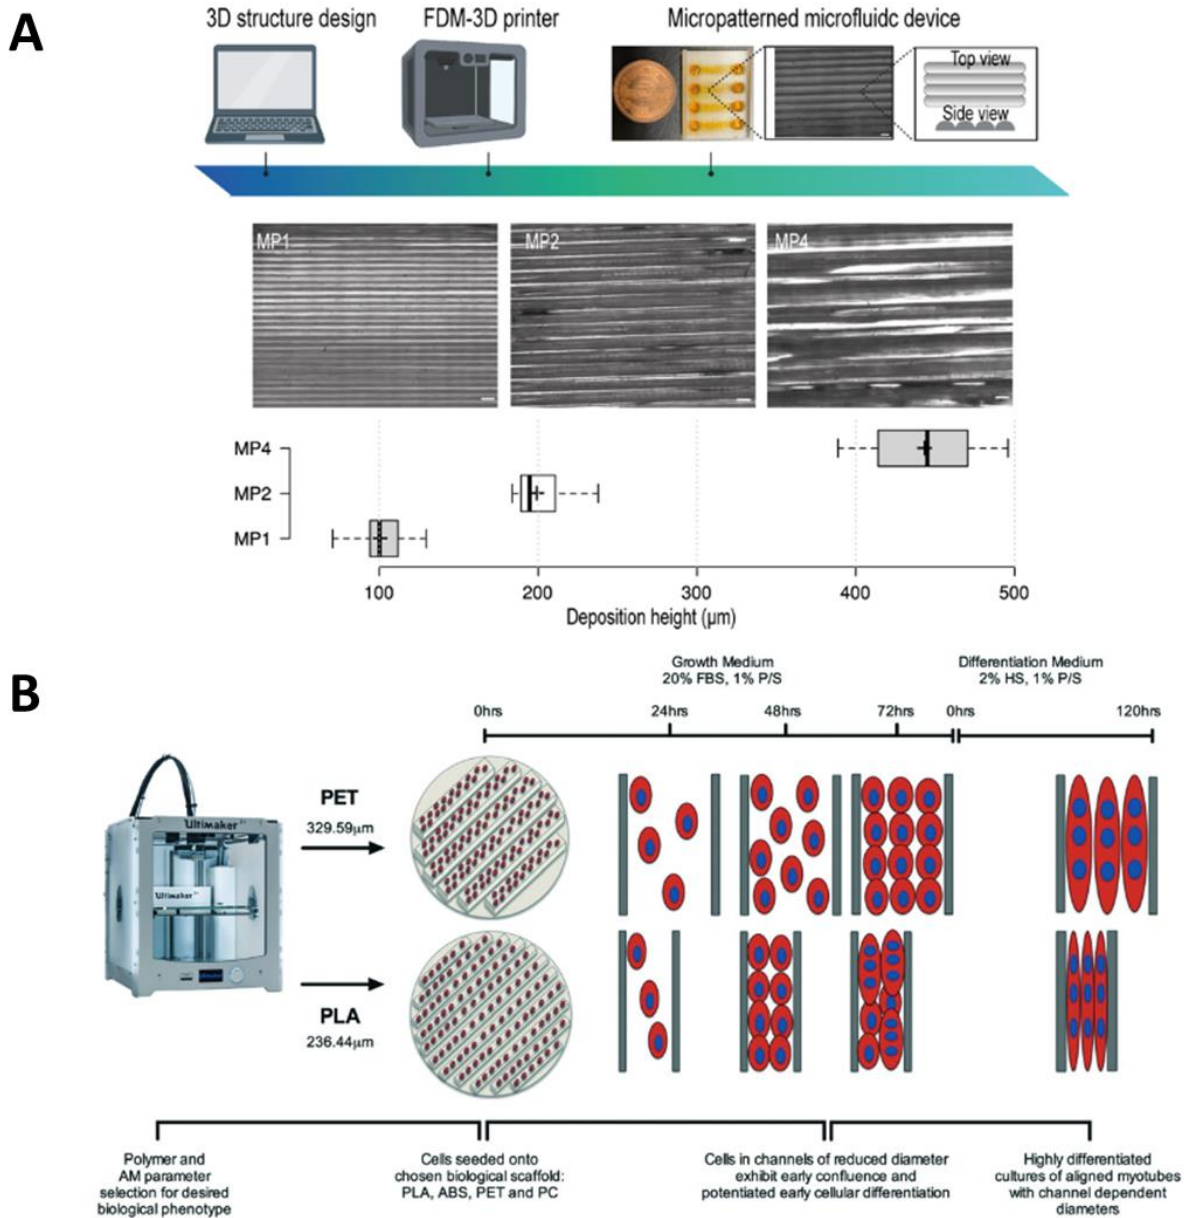 A
3D structure design
FDM-3D printer
Micropatterned microfluidc device
Top view
Side view
MP1
MP2
MP4
MP4
MP2
MP1
100
200
300
400
500
Deposition height (µm)
B
Growth Medium
20% FBS, 1% P/S
Differentiation Medium
2% HS, 1% P/S
0hrs
24hrs
48hrs
72hrs
0hrs
120hrs
Ultimaker
Ultimaker
PET
329.59µm
PLA
236.44µm
Polymer and
AM parameter
selection for desired
biological phenotype
Cells seeded onto
chosen biological scaffold:
PLA, ABS, PET and PC
Cells in channels of reduced diameter
exhibit early confluence and
potentiated early cellular differentiation
Highly differentiated
cultures of aligned myotubes
with channel dependent
diameters